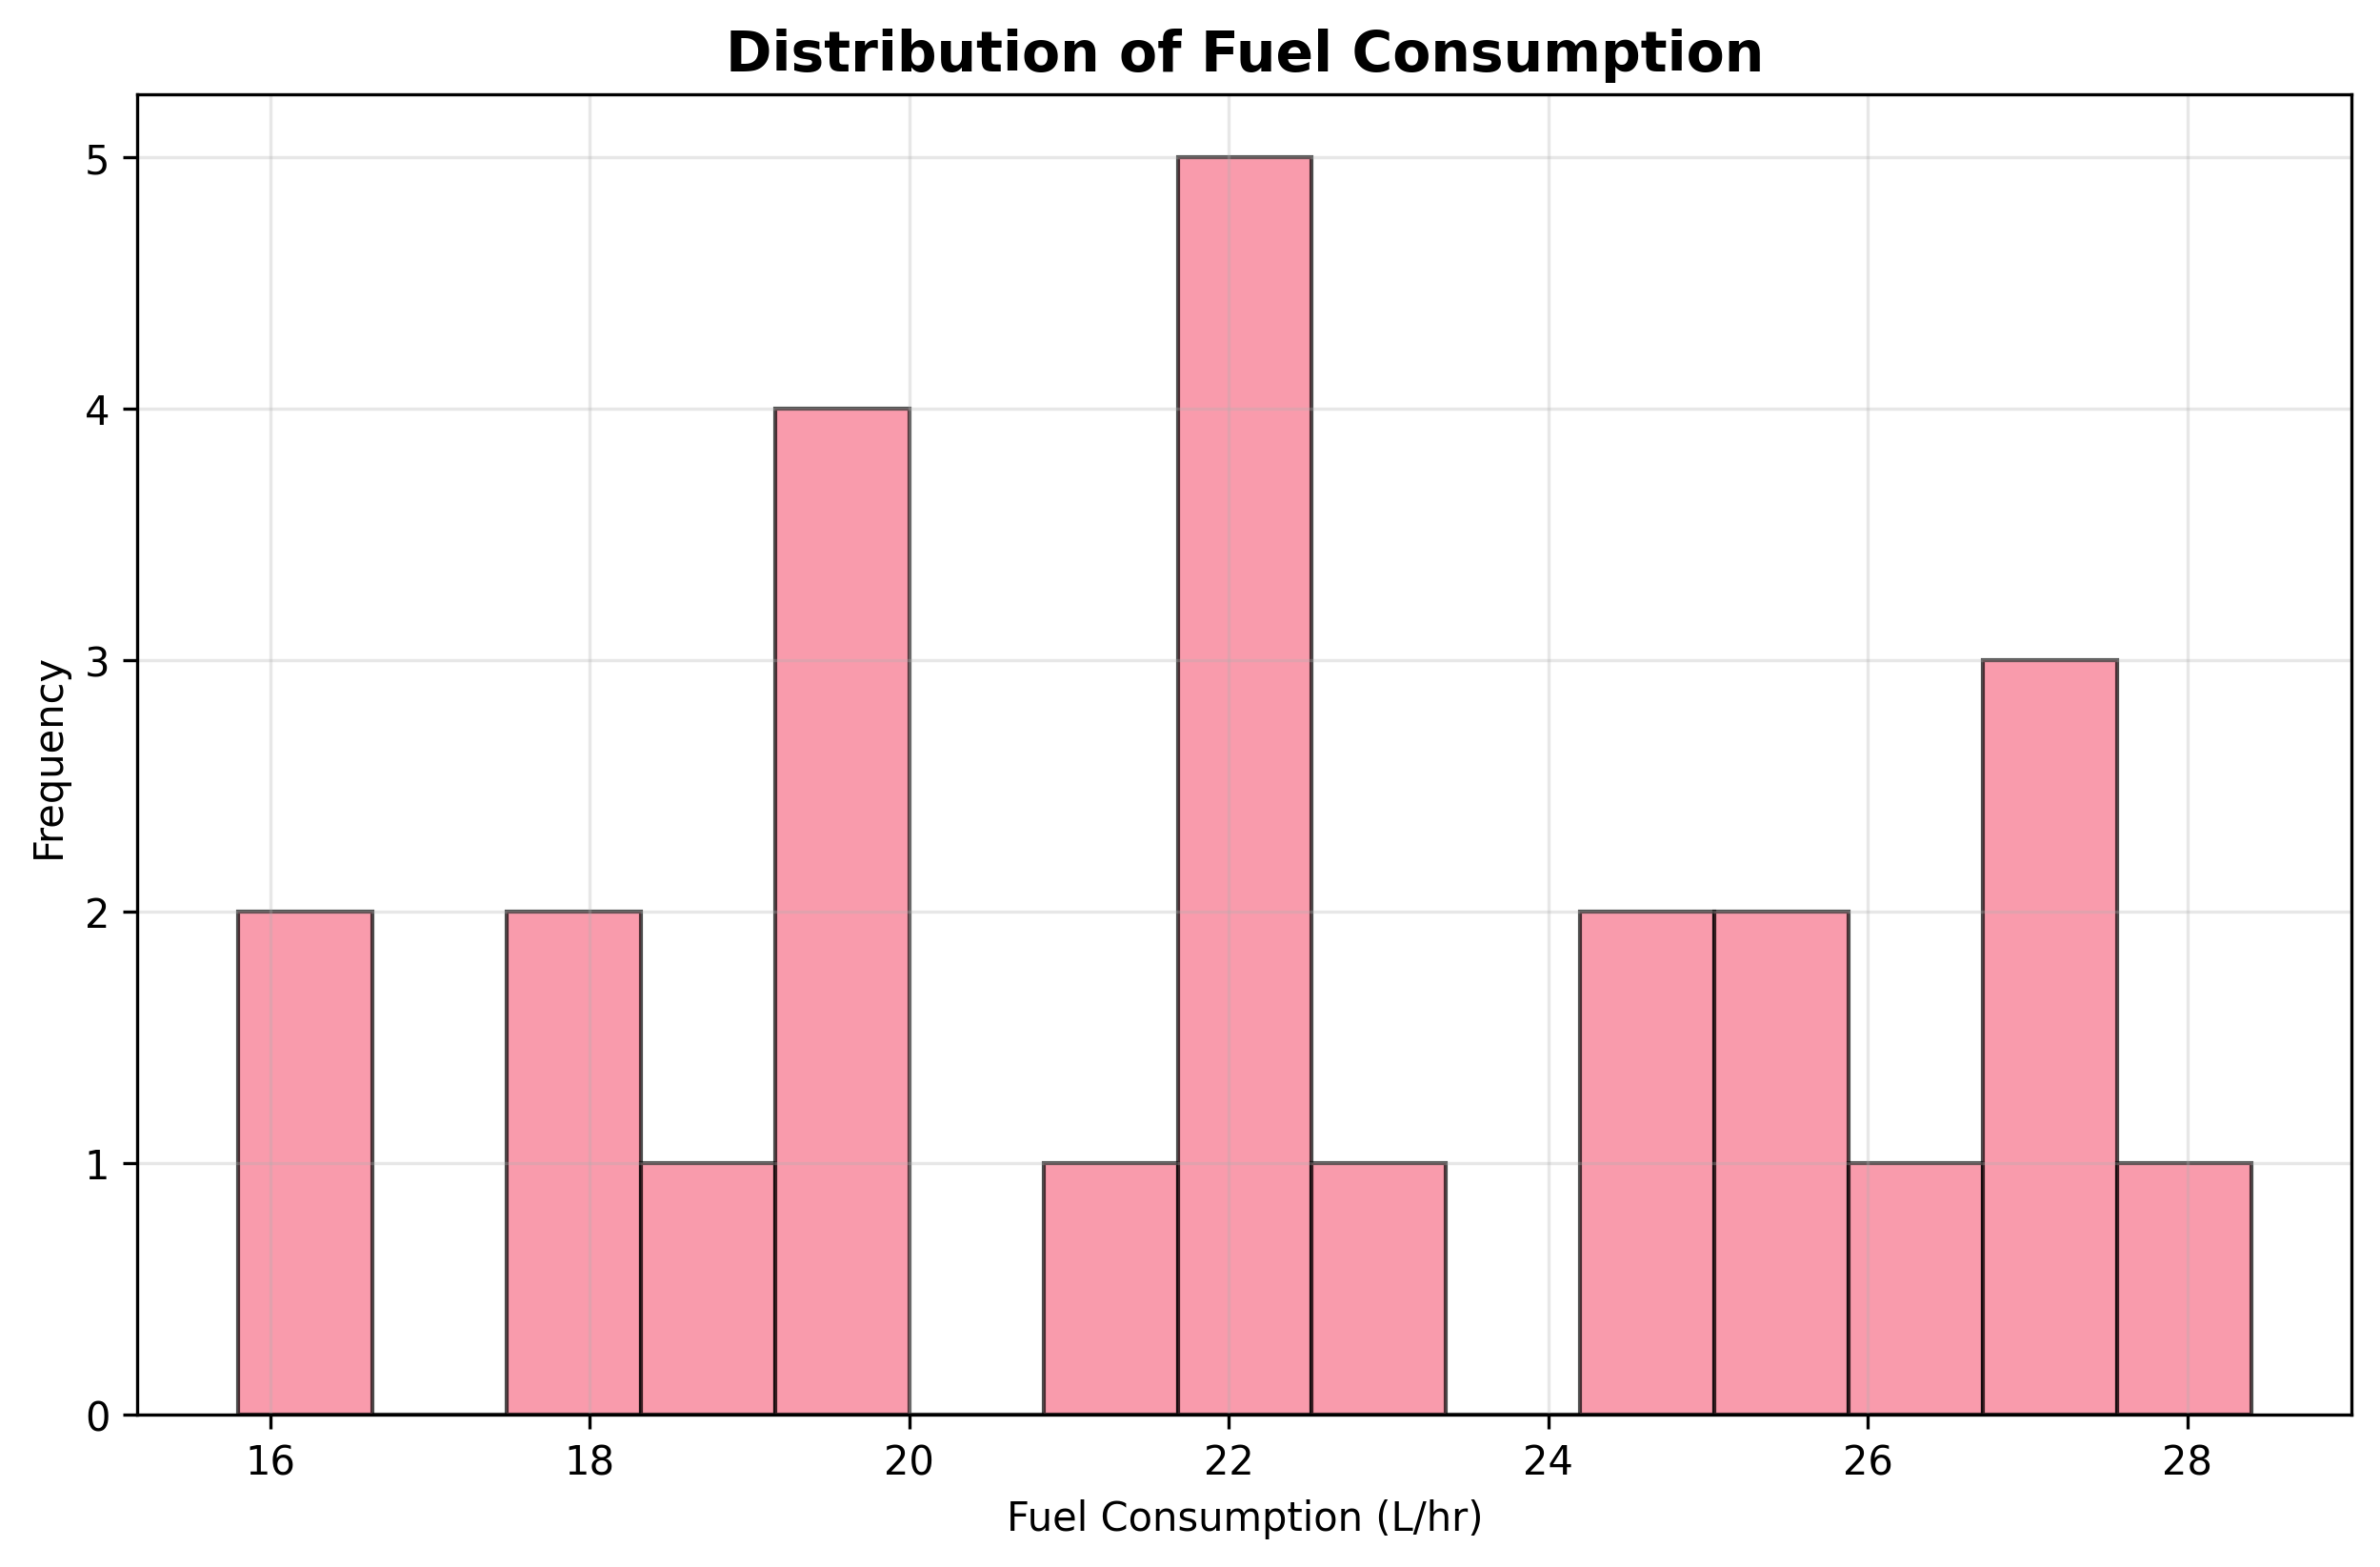 Distribution of Fuel Consumption
5
4
3
2
1
0
Frequency
16 18 20 22 24 26 28
Fuel Consumption (L/hr)